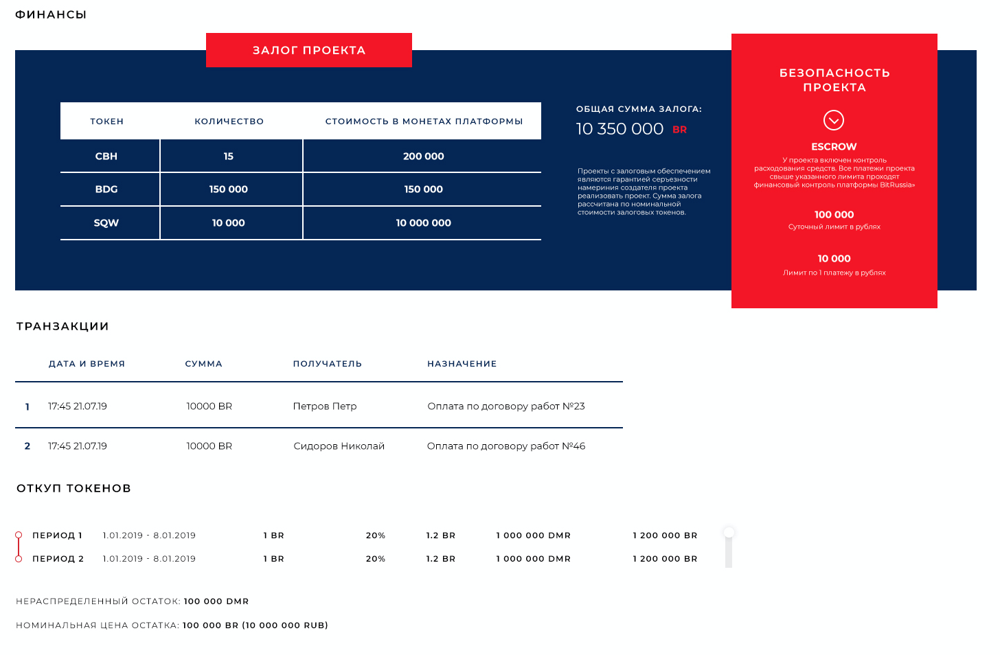 ФИНАНСЫ
ЗАЛОГ ПРОЕКТА
ТОКЕН КОЛИЧЕСТВО СТОИМОСТЬ В МОНЕТАХ ПЛАТФОРМЫ
CBH 15 200 000
BDG 150 000 150 000
SQW 10 000 10 000 000
ОБЩАЯ СУММА ЗАЛОГА:
10 350 000 BR
Проекты с залоговым обеспечением
являются гарантией серъезности
намериния создателя проекта
реализовать проект. Сумма залога
рассчитана по номинальной
стоимости залоговых токенов.
БЕЗОПАСНОСТЬ
ПРОЕКТА
ESCROW
У проекта включен контроль
расходования средств. Все платежи проекта
свыше указанного лимита проходят
финансовый контроль платформы BitRussia»
100 000
Суточный лимит в рублях
10 000
Лимит по 1 платежу в рублях
ТРАНЗАКЦИИ
ДАТА И ВРЕМЯ СУММА ПОЛУЧАТЕЛЬ НАЗНАЧЕНИЕ
1 17:45 21.07.19 10000 BR Петров Петр Оплата по договору работ №23
2 17:45 21.07.19 10000 BR Сидоров Николай Оплата по договору работ №46
ОТКУП ТОКЕНОВ
ПЕРИОД 1 1.01.2019 - 8.01.2019 1 BR 20% 1.2 BR 1 000 000 DMR 1 200 000 BR
ПЕРИОД 2 1.01.2019 - 8.01.2019 1 BR 20% 1.2 BR 1 000 000 DMR 1 200 000 BR
НЕРАСПРЕДЕЛЕННЫЙ ОСТАТОК: 100 000 DMR
НОМИНАЛЬНАЯ ЦЕНА ОСТАТКА: 100 000 BR (10 000 000 RUB)